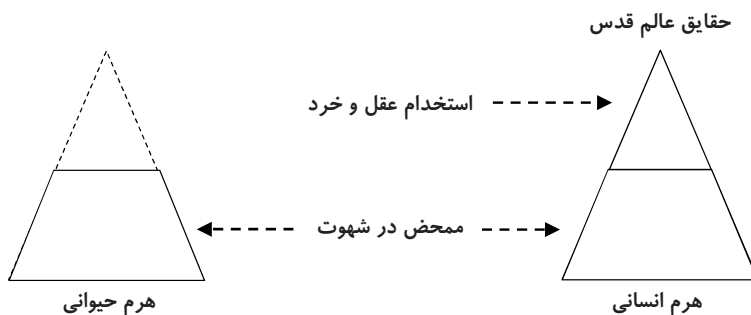 حقایق عالم قدس
استخدام عقل و خرد
ممحض در شهوت
هرم انسانی
هرم حیوانی